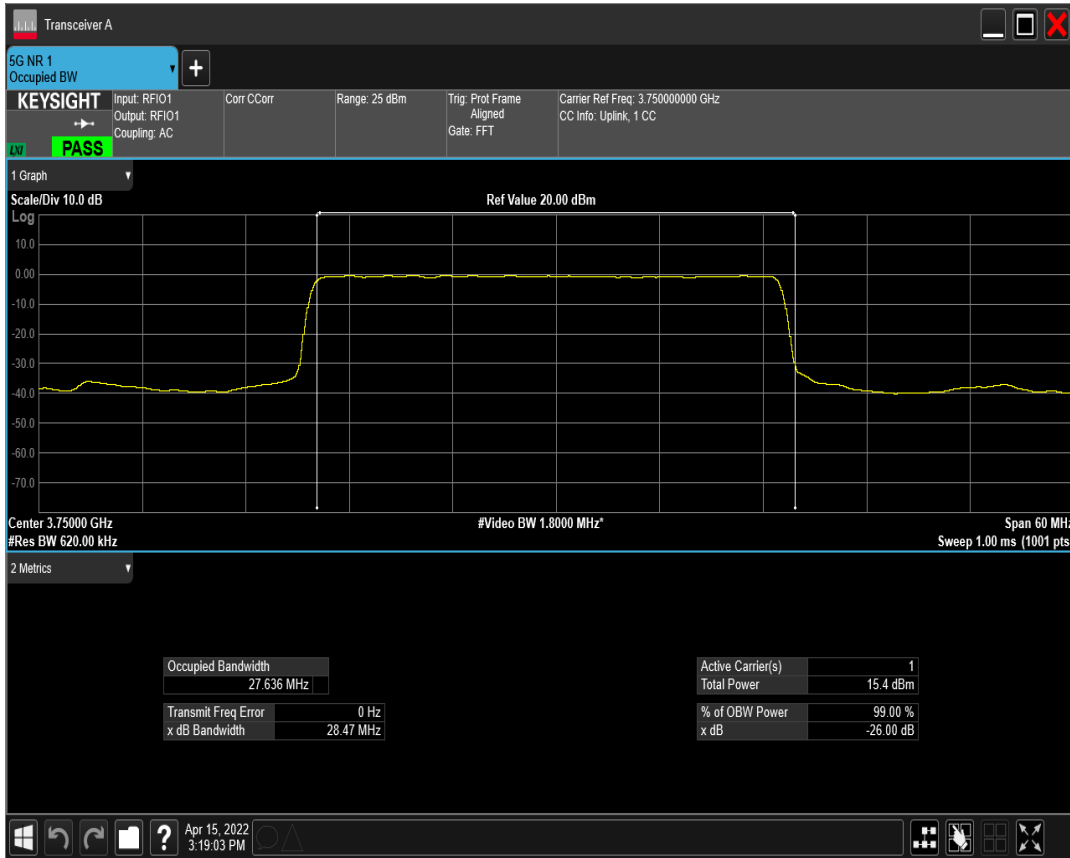 Transceiver A
5G NR 1
Occupied BW
+
KEYSIGHT
LXI
PASS
Input: RFIO1
Output: RFIO1
Coupling: AC
Corr CCorr
Range: 25 dBm
Trig: Prot Frame
Aligned
Gate: FFT
Carrier Ref Freq: 3.750000000 GHz
CC Info: Uplink, 1 CC
1 Graph
Scale/Div 10.0 dB
Ref Value 20.00 dBm
Log
10.0
0.00
-10.0
-20.0
-30.0
-40.0
-50.0
-60.0
-70.0
Center 3.75000 GHz
#Video BW 1.8000 MHz*
Span 60 MHz
#Res BW 620.00 kHz
Sweep 1.00 ms (1001 pts
2 Metrics
Occupied Bandwidth
27.636 MHz
Transmit Freq Error 0 Hz
x dB Bandwidth 28.47 MHz
Active Carrier(s) 1
Total Power 15.4 dBm
% of OBW Power 99.00 %
x dB -26.00 dB
?
Apr 15, 2022
3:19:03 PM